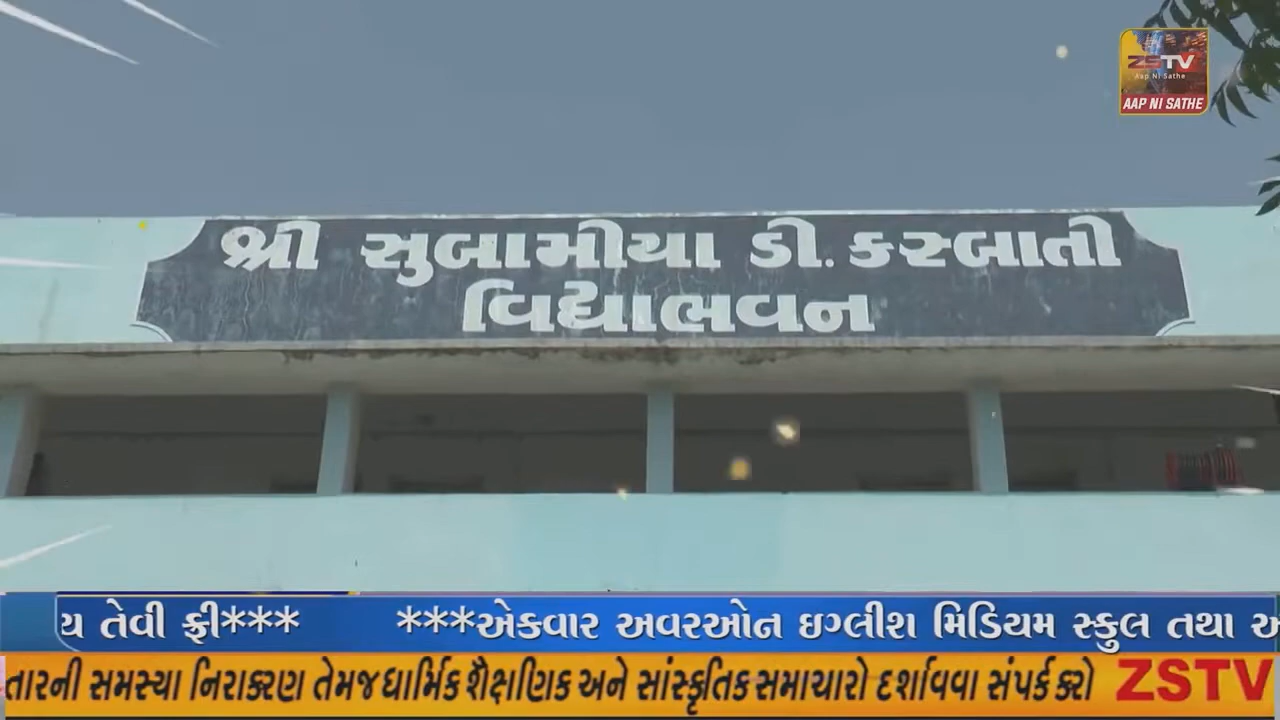 ZSTV
Aap Ni Sathe
AAP NI SATHE
શ્રી સુબામીયા ડી. કરબાતી
વિદ્યાભવન
ય તેવી ફ્રી*** ***એકવાર અવરઓન ઇગ્લીશ મિડિયમ સ્કુલ તથા અ
તારની સમસ્યા નિરાકરણ તેમજ ધાર્મિક શૈક્ષણિક અને સાંસ્કૃતિક સમાચારો દર્શાવવા સંપર્ક કરો ZSTV